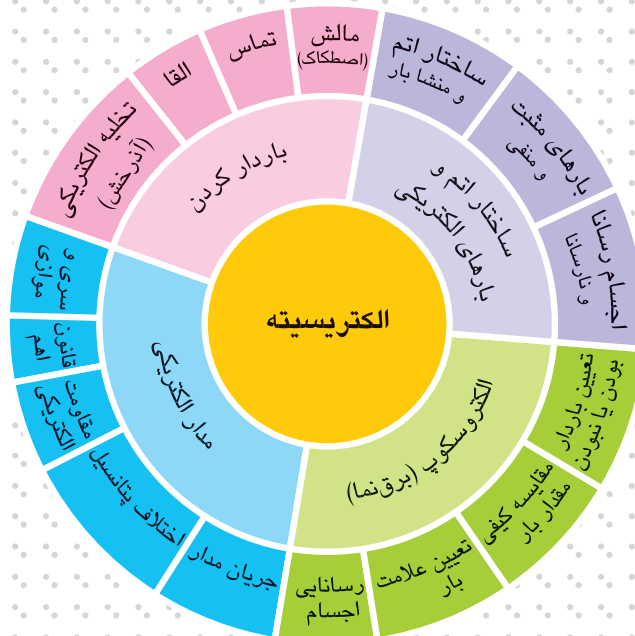 الکتریسیته
ساختار اتم و
بارهای الکتریکی
ساختار اتم
و منشا بار
بارهای مثبت
و منفی
اجسام رسانا
و نارسانا
الکتروسکوپ (برق‌نما)
تعیین باردار
بودن یا نبودن
مقایسه کیفی
مقدار بار
تعیین علامت
بار
رسانایی
اجسام
مدار الکتریکی
جریان مدار
اختلاف پتانسیل
مقاومت
الکتریکی
قانون
اهم
سری و
موازی
باردار کردن
تخلیه الکتریکی
(آذرخش)
القا
تماس
مالش
(اصطکاک)